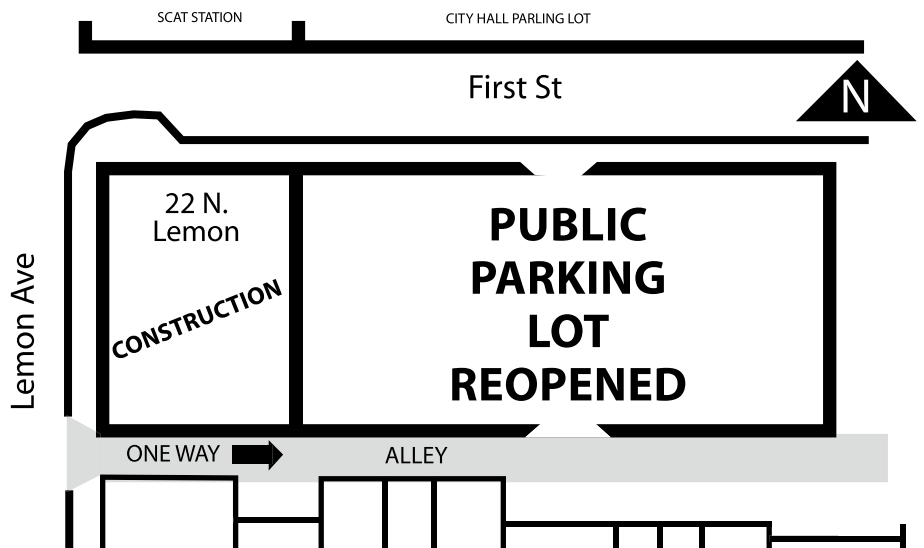 SCAT STATION
CITY HALL PARLING LOT
First St
N
22 N.
Lemon
CONSTRUCTION
PUBLIC
PARKING
LOT
REOPENED
Lemon Ave
ONE WAY
ALLEY